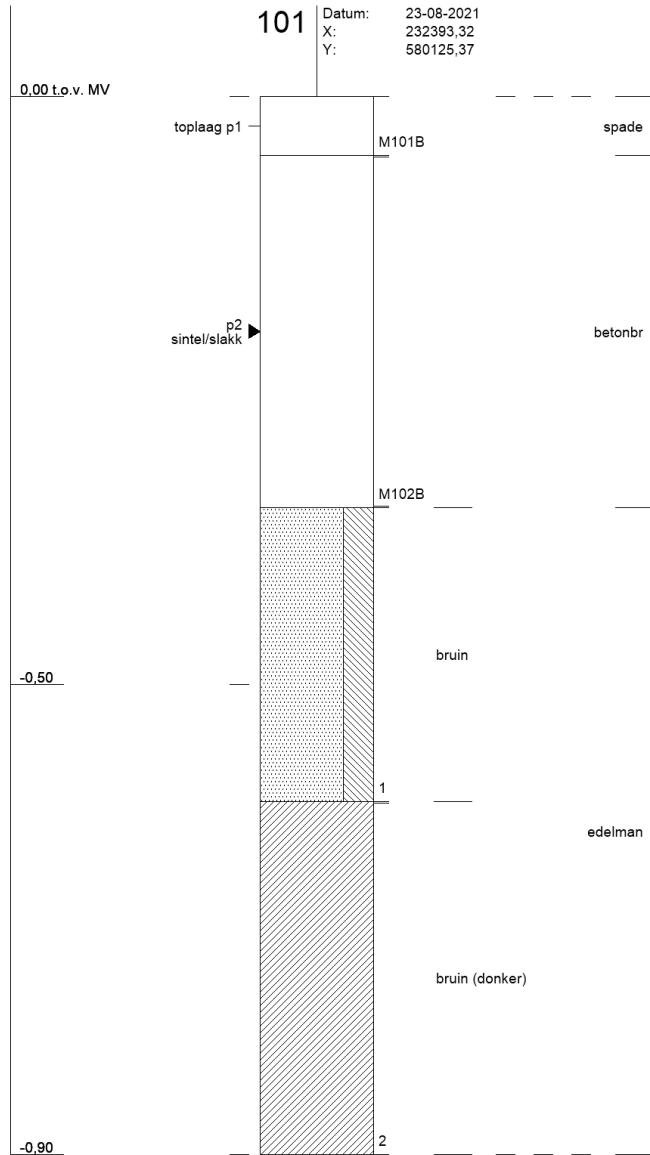 101
Datum: 23-08-2021
X: 232393,32
Y: 580125,37
0,00 t.o.v. MV
toplaag p1
spade
M101B
p2
sintel/slakk
betonbr
M102B
bruin
-0,50
1
edelman
bruin (donker)
2
-0,90